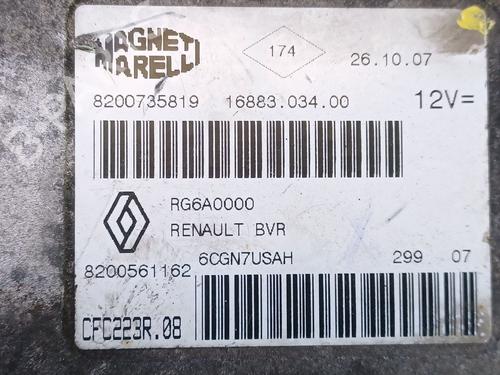 MAGNETI
MARELLI
174
26.10.07
8200735819 16883.034.00 12V=
RG6A0000
RENAULT BVR
8200561162 6CGN7USAH 299 07
CFC223R.08